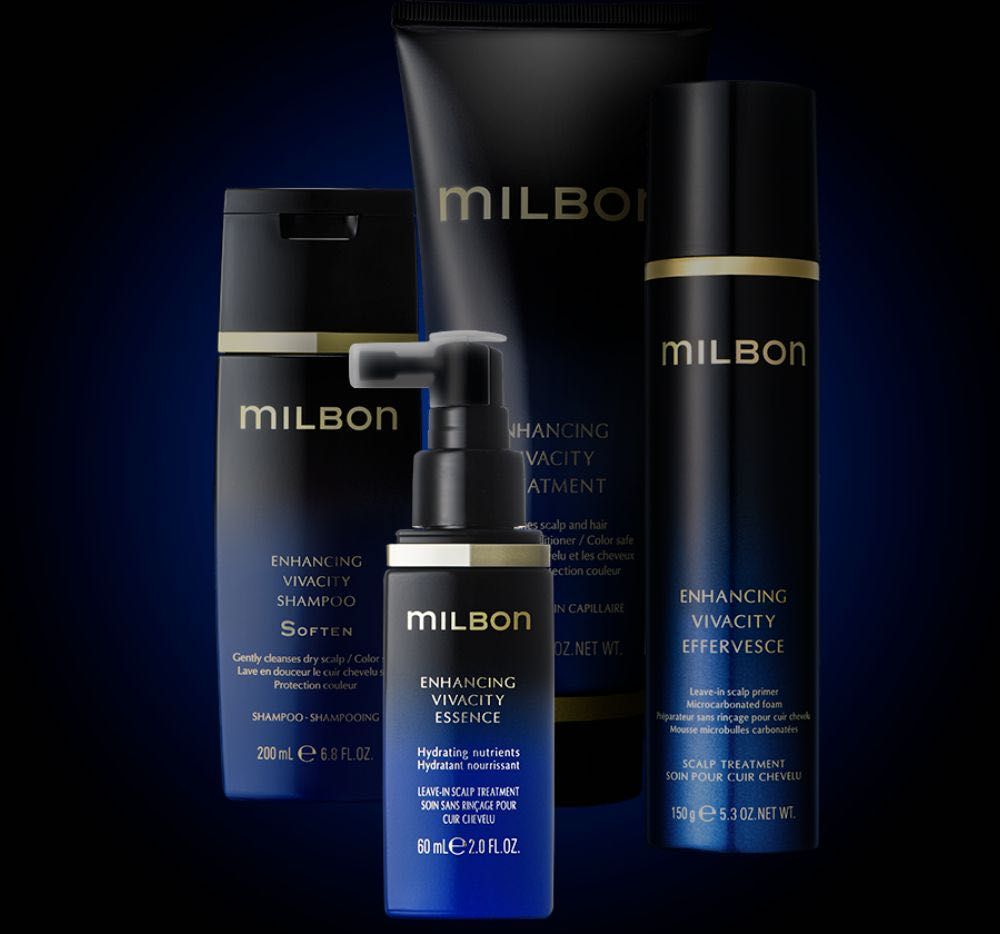 MILBON
ENHANCING
VIVACITY
SHAMPOO
SOFTEN
Gently cleanses dry scalp / Color
Lave en douceur le cuir chevelu
Protection couleur
SHAMPOO - SHAMPOOING
200 mL ℮ 6.8 FL.OZ.
MILBON
ENHANCING
VIVACITY
ESSENCE
Hydrating nutrients
Hydratant nourrissant
LEAVE-IN SCALP TREATMENT
SOIN SANS RINÇAGE POUR
CUIR CHEVELU
60 mL ℮ 2.0 FL.OZ.
MILBON
NHANCING
IVACITY
ATMENT
es scalp and hair
itioner / Color safe
elu et les cheveux
ection couleur
IN CAPILLAIRE
OZ.NET WT.
MILBON
ENHANCING
VIVACITY
EFFERVESCE
Leave-in scalp primer
Microcarbonated foam
Préparateur sans rinçage pour cuir chevelu
Mousse microbulles carbonatées
SCALP TREATMENT
SOIN POUR CUIR CHEVELU
150 g ℮ 5.3 OZ.NET WT.